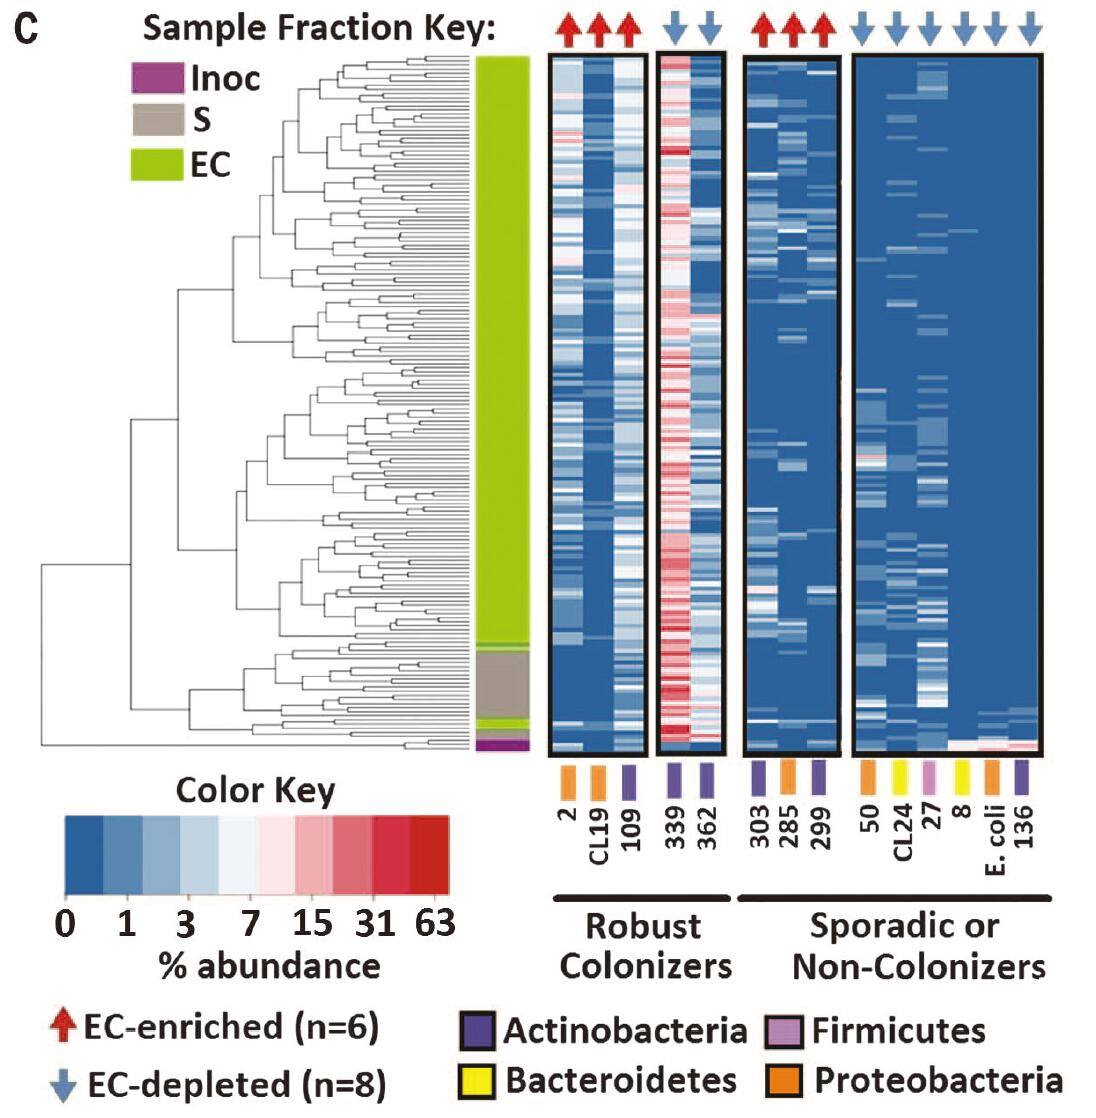 C
Sample Fraction Key:
Inoc
S
EC
2
CL19
109
339
362
303
285
299
50
CL24
27
8
E. coli
136
Color Key
0 1 3 7 15 31 63
% abundance
Robust
Colonizers
Sporadic or
Non-Colonizers
EC-enriched (n=6)
EC-depleted (n=8)
Actinobacteria
Firmicutes
Bacteroidetes
Proteobacteria